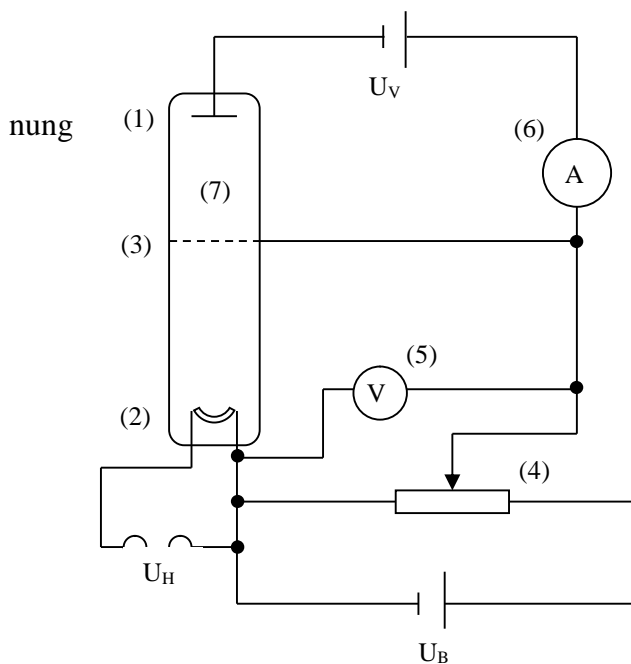 U_V
nung
(1)
(6)
A
(7)
(3)
(5)
V
(2)
(4)
U_H
U_B